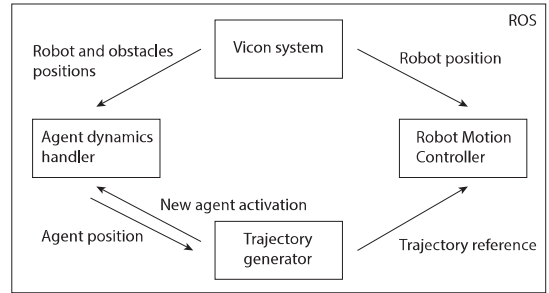 ROS
Robot and obstacles
positions
Vicon system
Robot position
Agent dynamics
handler
Robot Motion
Controller
New agent activation
Agent position
Trajectory
generator
Trajectory reference